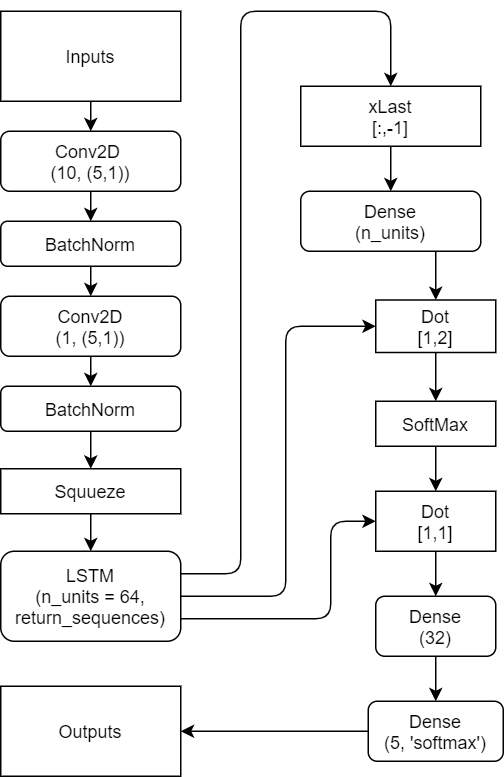 Inputs
Conv2D
(10, (5,1))
BatchNorm
Conv2D
(1, (5,1))
BatchNorm
Squueze
LSTM
(n_units = 64,
return_sequences)
xLast
[:,-1]
Dense
(n_units)
Dot
[1,2]
SoftMax
Dot
[1,1]
Dense
(32)
Dense
(5, 'softmax')
Outputs